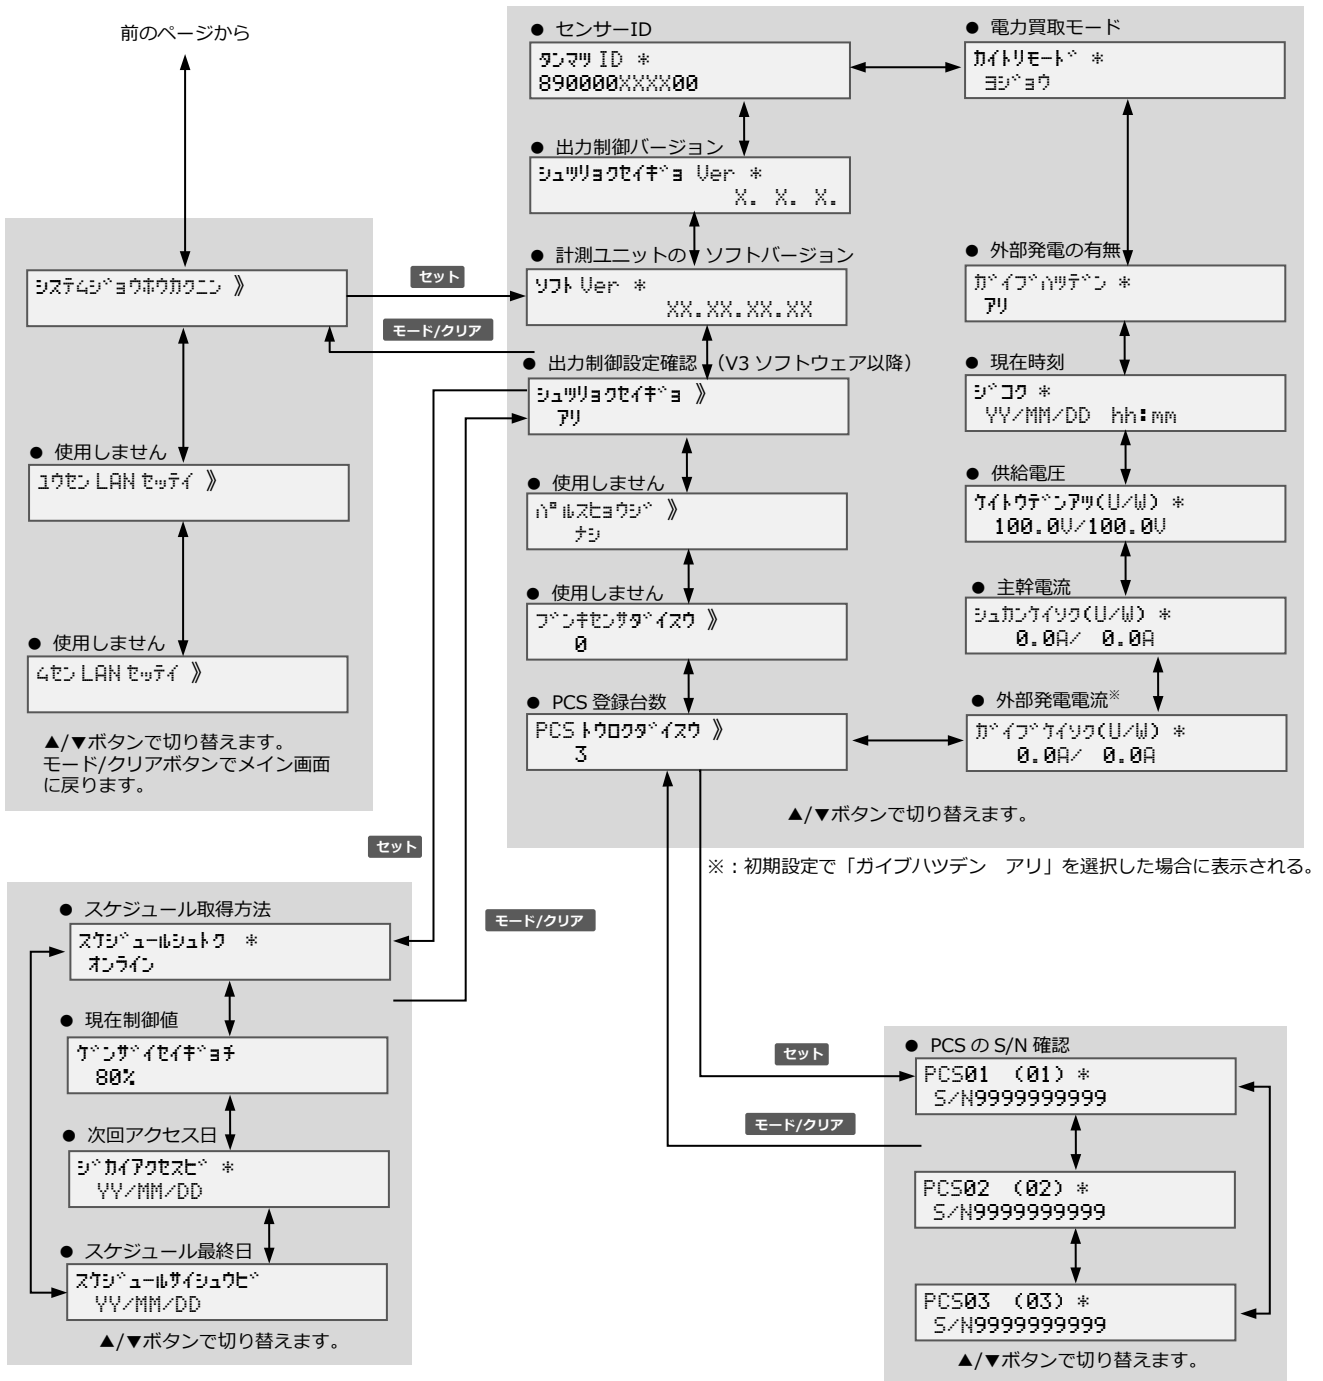 前のページから
システムジョウホウカクニン 》
● 使用しません
ユウセン LAN セッテイ 》
● 使用しません
ムセン LAN セッテイ 》
▲/▼ボタンで切り替えます。
モード/クリアボタンでメイン画面
に戻ります。
セット
モード/クリア
● センサーID
タンマツ ID *
890000XXXX00
● 出力制御バージョン
シュツリョクセイギョ Ver *
X. X. X.
● 計測ユニットの ソフトバージョン
ソフト Ver *
XX.XX.XX.XX
● 出力制御設定確認 (V3 ソフトウェア以降)
シュツリョクセイギョ 》
アリ
● 使用しません
パルスヒョウジ 》
ナシ
● 使用しません
ブンキセンサダイスウ 》
0
● PCS 登録台数
PCS トウロクダイスウ 》
3
● 電力買取モード
カイトリモード *
ヨジョウ
● 外部発電の有無
ガイブハツデン *
アリ
● 現在時刻
ジコク *
YY/MM/DD hh:mm
● 供給電圧
ケイトウデンアツ(U/W) *
100.0V/100.0V
● 主幹電流
シュカンケイソク(U/W) *
0.0A/ 0.0A
● 外部発電電流※
ガイブケイソク(U/W) *
0.0A/ 0.0A
▲/▼ボタンで切り替えます。
※：初期設定で「ガイブハツデン　アリ」を選択した場合に表示される。
セット
モード/クリア
● スケジュール取得方法
スケジュールシュトク *
オンライン
● 現在制御値
ゲンザイセイギョチ
80%
● 次回アクセス日
ジカイアクセスビ *
YY/MM/DD
● スケジュール最終日
スケジュールサイシュウビ
YY/MM/DD
▲/▼ボタンで切り替えます。
セット
モード/クリア
● PCS の S/N 確認
PCS01 (01) *
S/N9999999999
PCS02 (02) *
S/N9999999999
PCS03 (03) *
S/N9999999999
▲/▼ボタンで切り替えます。